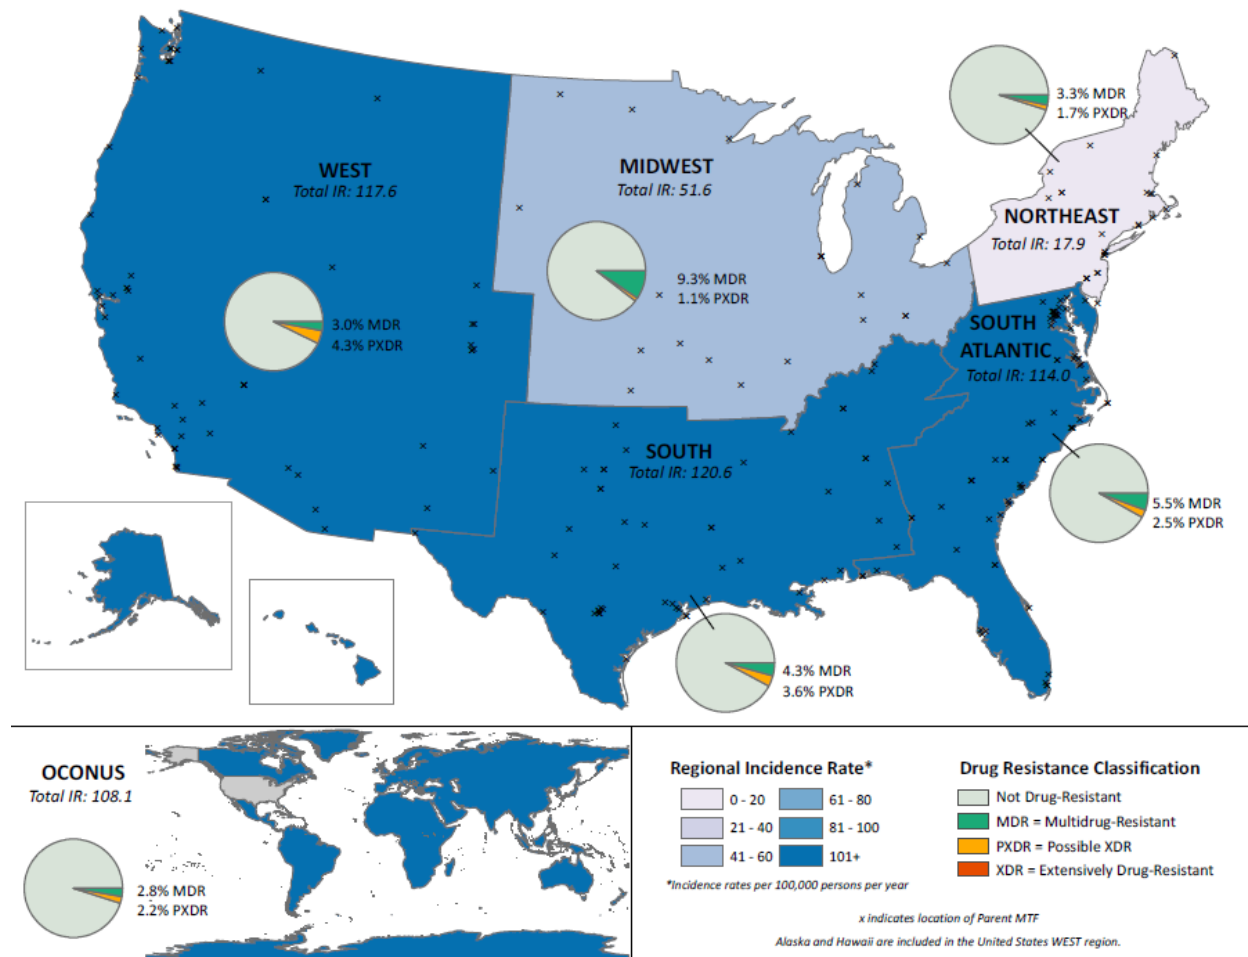 3.3% MDR
1.7% PXDR
WEST
Total IR: 117.6
MIDWEST
Total IR: 51.6
NORTHEAST
Total IR: 17.9
9.3% MDR
1.1% PXDR
3.0% MDR
4.3% PXDR
SOUTH
ATLANTIC
Total IR: 114.0
SOUTH
Total IR: 120.6
5.5% MDR
2.5% PXDR
4.3% MDR
3.6% PXDR
OCONUS
Total IR: 108.1
2.8% MDR
2.2% PXDR
Regional Incidence Rate*
0 - 20
61 - 80
21 - 40
81 - 100
41 - 60
101+
*Incidence rates per 100,000 persons per year
Drug Resistance Classification
Not Drug-Resistant
MDR = Multidrug-Resistant
PXDR = Possible XDR
XDR = Extensively Drug-Resistant
x indicates location of Parent MTF
Alaska and Hawaii are included in the United States WEST region.